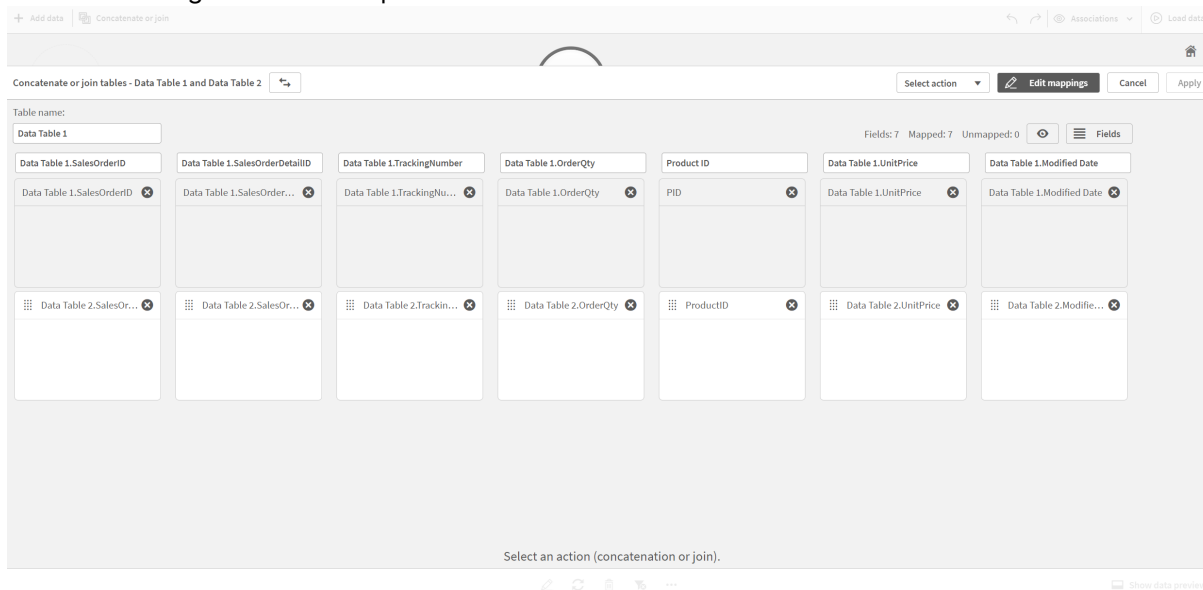 Add data Concatenate or join Associations Load data
Concatenate or join tables - Data Table 1 and Data Table 2 Select action Edit mappings Cancel Apply
Table name:
Data Table 1 Fields: 7 Mapped: 7 Unmapped: 0 Fields
Data Table 1.SalesOrderID Data Table 1.SalesOrderDetailID Data Table 1.TrackingNumber Data Table 1.OrderQty Product ID Data Table 1.UnitPrice Data Table 1.Modified Date
Data Table 1.SalesOrderID Data Table 1.SalesOrder... Data Table 1.TrackingNu... Data Table 1.OrderQty PID Data Table 1.UnitPrice Data Table 1.Modified Date
Data Table 2.SalesOr... Data Table 2.SalesOr... Data Table 2.Trackin... Data Table 2.OrderQty ProductID Data Table 2.UnitPrice Data Table 2.Modifie...
Select an action (concatenation or join).
Show data preview